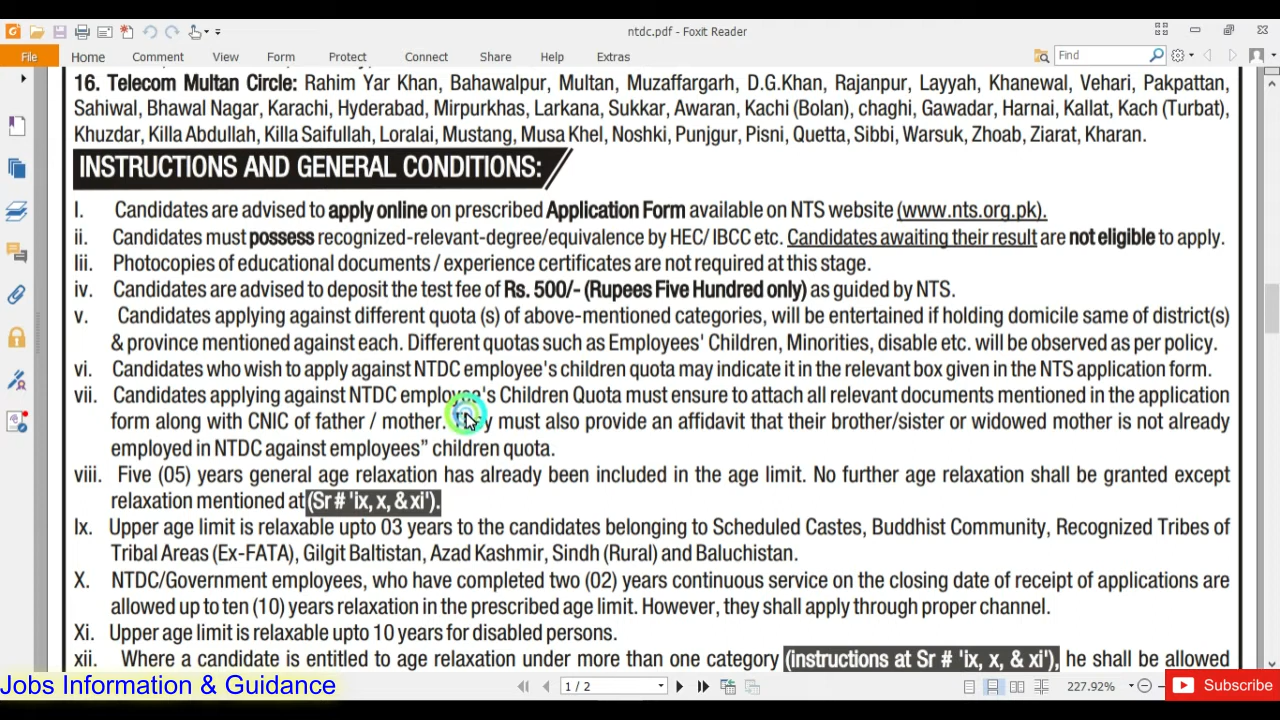 ntdc.pdf - Foxit Reader
File Home Comment View Form Protect Connect Share Help Extras Find
16. Telecom Multan Circle: Rahim Yar Khan, Bahawalpur, Multan, Muzaffargarh, D.G.Khan, Rajanpur, Layyah, Khanewal, Vehari, Pakpattan,
Sahiwal, Bhawal Nagar, Karachi, Hyderabad, Mirpurkhas, Larkana, Sukkar, Awaran, Kachi (Bolan), chaghi, Gawadar, Harnai, Kallat, Kach (Turbat),
Khuzdar, Killa Abdullah, Killa Saifullah, Loralai, Mustang, Musa Khel, Noshki, Punjgur, Pisni, Quetta, Sibbi, Warsuk, Zhoab, Ziarat, Kharan.
INSTRUCTIONS AND GENERAL CONDITIONS:
I. Candidates are advised to apply online on prescribed Application Form available on NTS website (www.nts.org.pk).
ii. Candidates must possess recognized-relevant-degree/equivalence by HEC/ IBCC etc. Candidates awaiting their result are not eligible to apply.
Iii. Photocopies of educational documents / experience certificates are not required at this stage.
iv. Candidates are advised to deposit the test fee of Rs. 500/- (Rupees Five Hundred only) as guided by NTS.
v. Candidates applying against different quota (s) of above-mentioned categories, will be entertained if holding domicile same of district(s)
& province mentioned against each. Different quotas such as Employees' Children, Minorities, disable etc. will be observed as per policy.
vi. Candidates who wish to apply against NTDC employee's children quota may indicate it in the relevant box given in the NTS application form.
vii. Candidates applying against NTDC employee's Children Quota must ensure to attach all relevant documents mentioned in the application
form along with CNIC of father / mother. They must also provide an affidavit that their brother/sister or widowed mother is not already
employed in NTDC against employees” children quota.
viii. Five (05) years general age relaxation has already been included in the age limit. No further age relaxation shall be granted except
relaxation mentioned at (Sr # 'ix, x, & xi').
Ix. Upper age limit is relaxable upto 03 years to the candidates belonging to Scheduled Castes, Buddhist Community, Recognized Tribes of
Tribal Areas (Ex-FATA), Gilgit Baltistan, Azad Kashmir, Sindh (Rural) and Baluchistan.
X. NTDC/Government employees, who have completed two (02) years continuous service on the closing date of receipt of applications are
allowed up to ten (10) years relaxation in the prescribed age limit. However, they shall apply through proper channel.
Xi. Upper age limit is relaxable upto 10 years for disabled persons.
xii. Where a candidate is entitled to age relaxation under more than one category (instructions at Sr # 'ix, x, & xi'), he shall be allowed
Jobs Information & Guidance 1 / 2 227.92% Subscribe